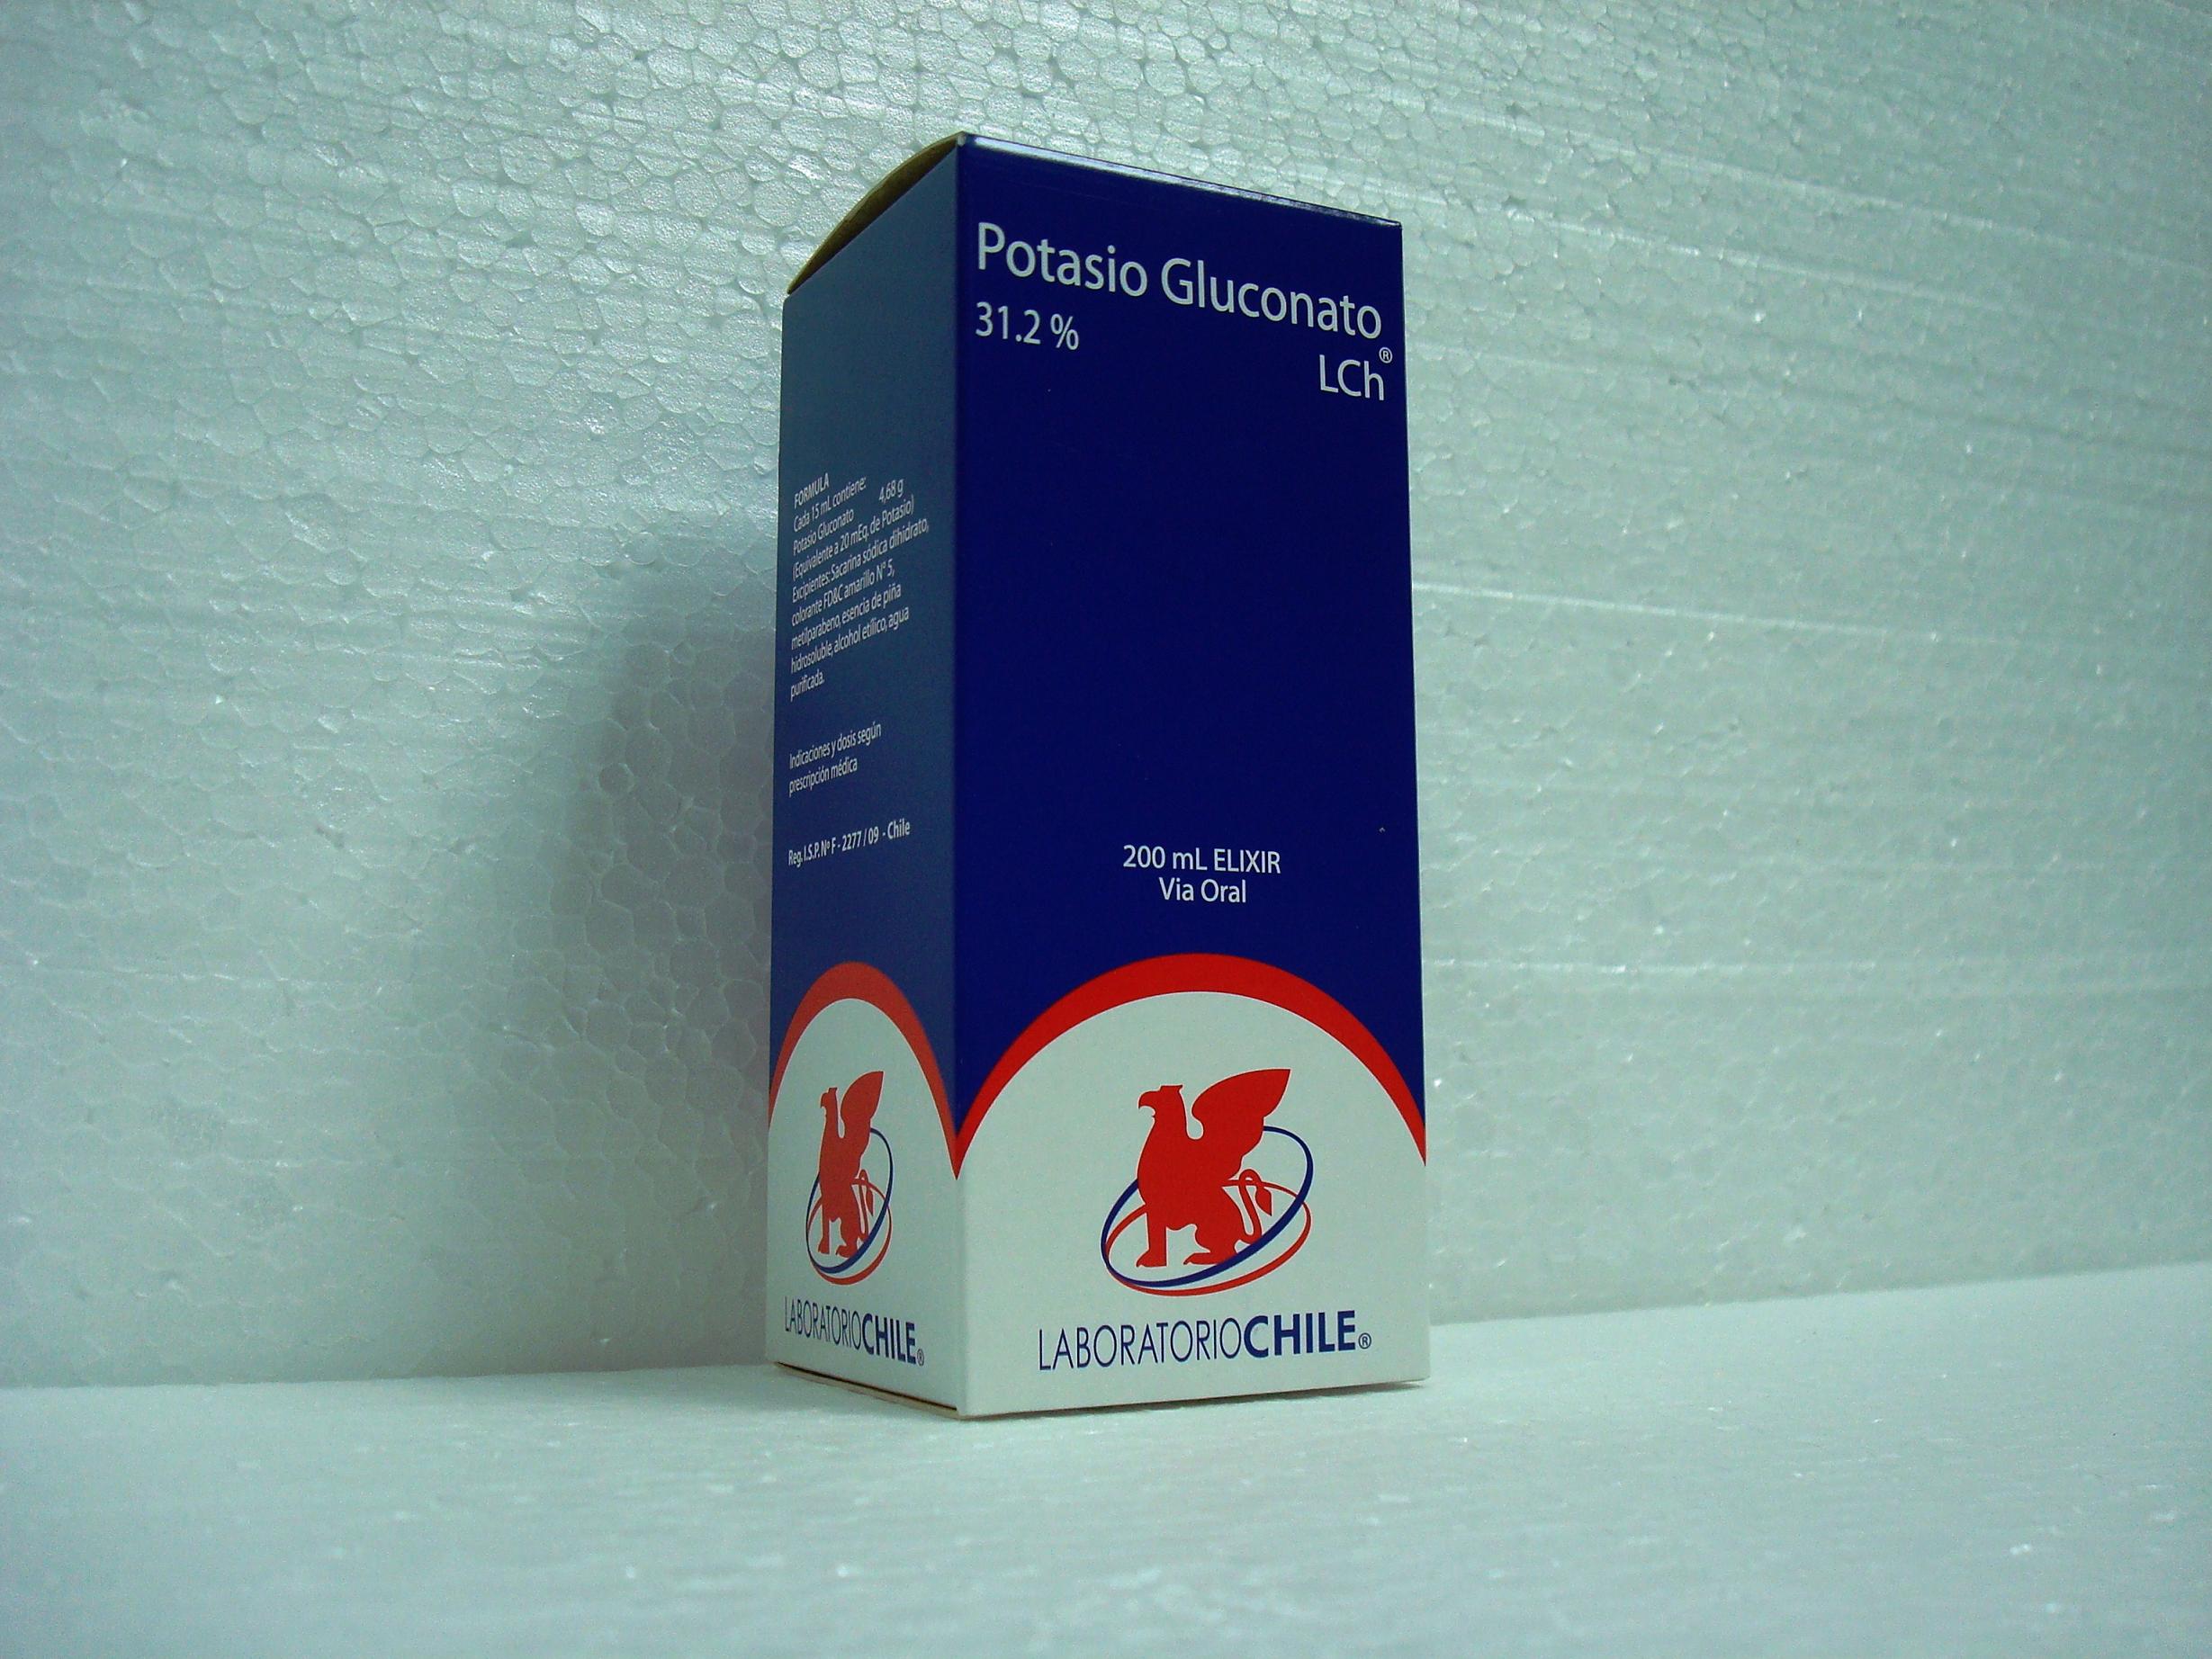 Potasio Gluconato
31.2 %
LCh®
200 mL ELIXIR
Via Oral
LABORATORIOCHILE®
FORMULA
Cada 15 mL contiene:
Potasio Gluconato 4,68 g
(Equivalente a 20 mEq. de Potasio)
Excipientes: Sacarina sódica dihidrato,
colorante FD&C amarillo N° 5,
metilparabeno, esencia de piña
hidrosoluble, alcohol etílico, agua
purificada.
Indicaciones y dosis según
prescripción médica
Reg. I.S.P. Nº F - 2277 / 09 - Chile
LABORATORIOCHILE®